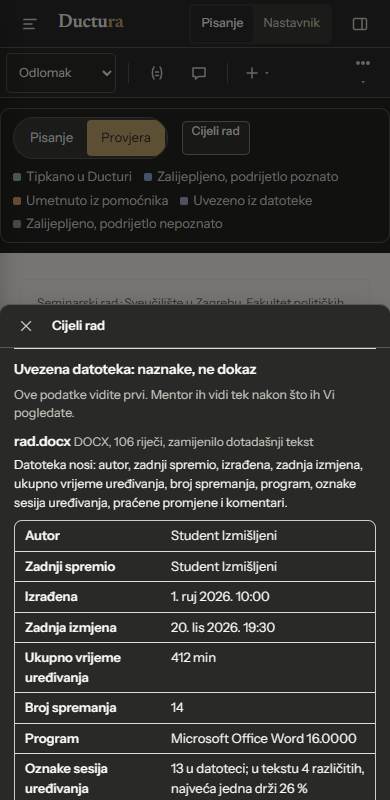 Ductura
Pisanje
Nastavnik
Odlomak
Pisanje
Provjera
Cijeli rad
Tipkano u Ducturi
Zalijepljeno, podrijetlo poznato
Umetnuto iz pomoćnika
Uvezeno iz datoteke
Zalijepljeno, podrijetlo nepoznato
Seminarski rad · Sveučilište u Zagrebu, Fakultet političkih
Cijeli rad
Uvezena datoteka: naznake, ne dokaz
Ove podatke vidite prvi. Mentor ih vidi tek nakon što ih Vi
pogledate.
rad.docx DOCX, 106 riječi, zamijenilo dotadašnji tekst
Datoteka nosi: autor, zadnji spremio, izrađena, zadnja izmjena,
ukupno vrijeme uređivanja, broj spremanja, program, oznake
sesija uređivanja, praćene promjene i komentari.
Autor
Student Izmišljeni
Zadnji spremio
Student Izmišljeni
Izrađena
1. ruj 2026. 10:00
Zadnja izmjena
20. lis 2026. 19:30
Ukupno vrijeme
uređivanja
412 min
Broj spremanja
14
Program
Microsoft Office Word 16.0000
Oznake sesija
uređivanja
13 u datoteci; u tekstu 4 različitih,
najveća jedna drži 26 %